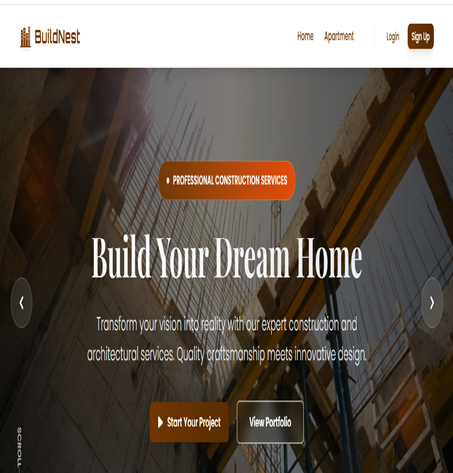 BuildNest
Home Apartment Login Sign Up
PROFESSIONAL CONSTRUCTION SERVICES
Build Your Dream Home
Transform your vision into reality with our expert construction and
architectural services. Quality craftsmanship meets innovative design.
Start Your Project View Portfolio
SCROLL